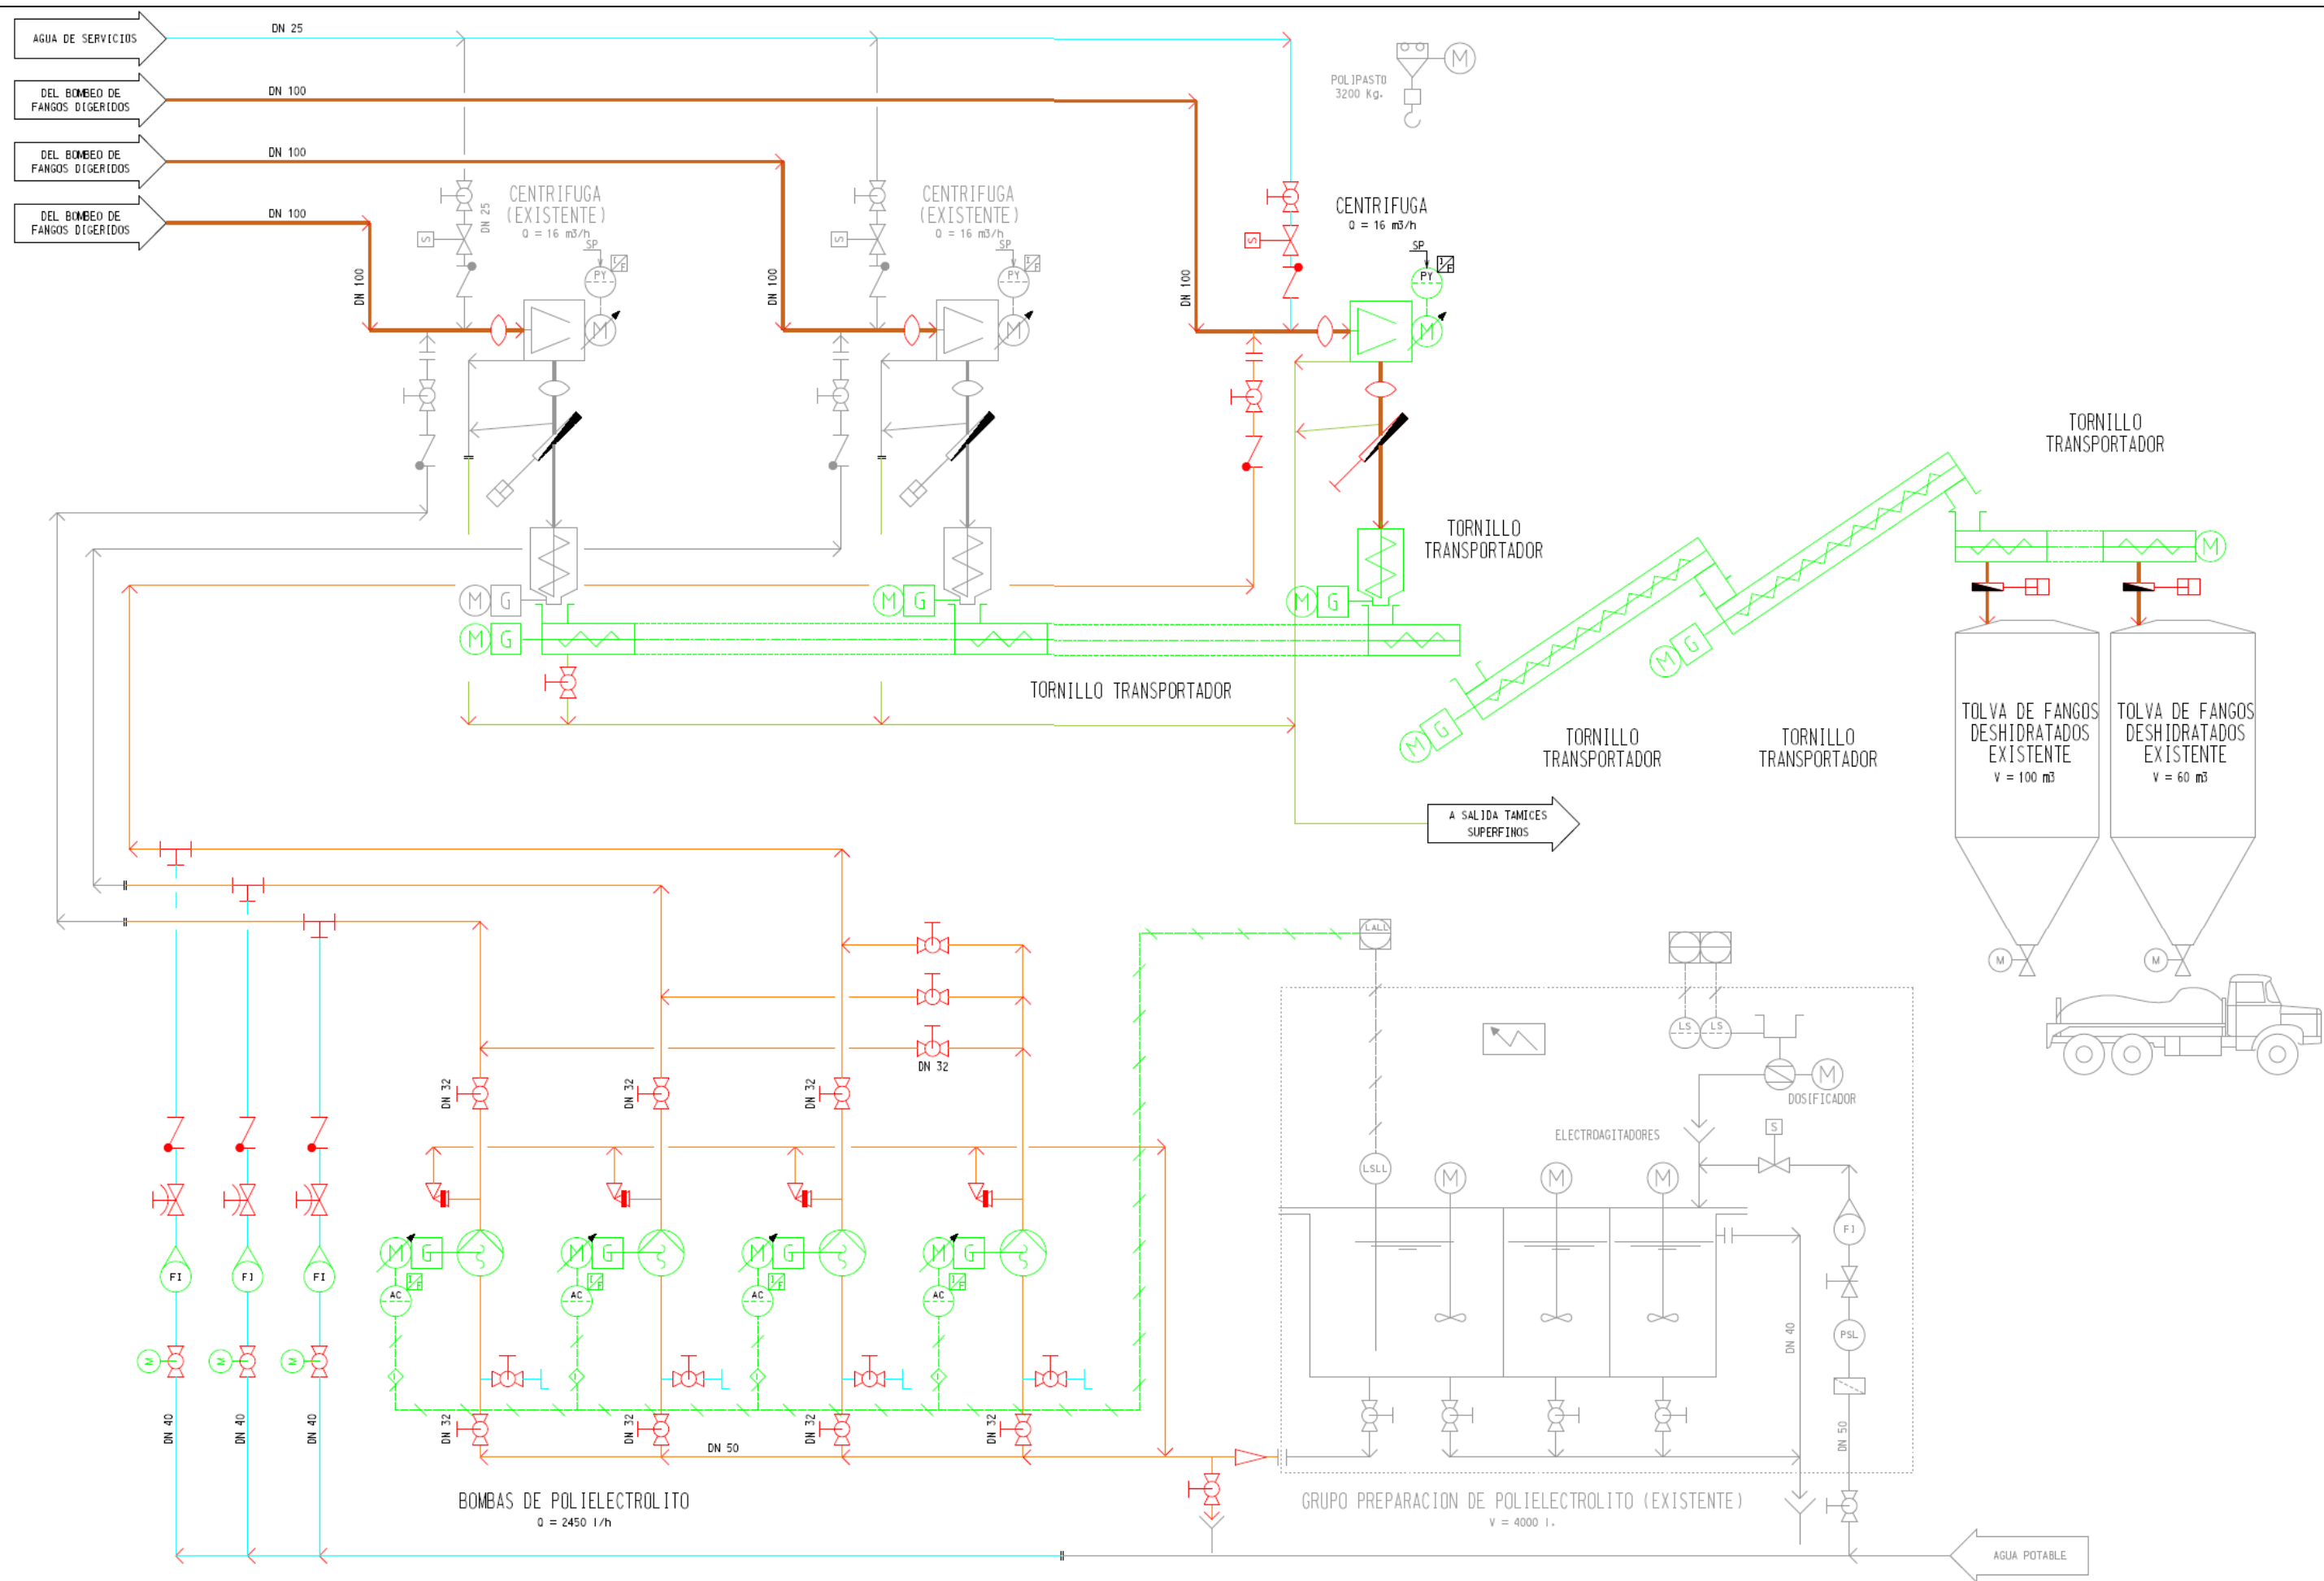 AGUA DE SERVICIOS
DN 25
DEL BOMBEO DE
FANGOS DIGERIDOS
DN 100
DEL BOMBEO DE
FANGOS DIGERIDOS
DN 100
DEL BOMBEO DE
FANGOS DIGERIDOS
DN 100
POLIPASTO
3200 Kg.
M
CENTRIFUGA
(EXISTENTE)
Q = 16 m3/h
DN 25
S
SP
PY
I/F
M
DN 100
CENTRIFUGA
(EXISTENTE)
Q = 16 m3/h
S
SP
PY
I/F
M
DN 100
CENTRIFUGA
Q = 16 m3/h
S
SP
PY
I/F
M
DN 100
TORNILLO
TRANSPORTADOR
TORNILLO
TRANSPORTADOR
M
M G
M G
M G
M G
TORNILLO TRANSPORTADOR
M G
M G
TORNILLO
TRANSPORTADOR
TORNILLO
TRANSPORTADOR
TOLVA DE FANGOS
DESHIDRATADOS
EXISTENTE
V = 100 m3
TOLVA DE FANGOS
DESHIDRATADOS
EXISTENTE
V = 60 m3
M
M
A SALIDA TAMICES
SUPERFINOS
LALL
LS LS
M
DOSIFICADOR
DN 32
DN 32
DN 32
DN 32
ELECTROAGITADORES
S
LSLL
M
M
M
FI
FI
FI
FI
M G
M G
M G
M G
I/F
I/F
I/F
I/F
AC
AC
AC
AC
PSL
M
M
M
DN 40
DN 40
DN 40
DN 32
DN 32
DN 32
DN 32
DN 50
DN 40
DN 50
BOMBAS DE POLIELECTROLITO
Q = 2450 l/h
GRUPO PREPARACION DE POLIELECTROLITO (EXISTENTE)
V = 4000 l.
AGUA POTABLE